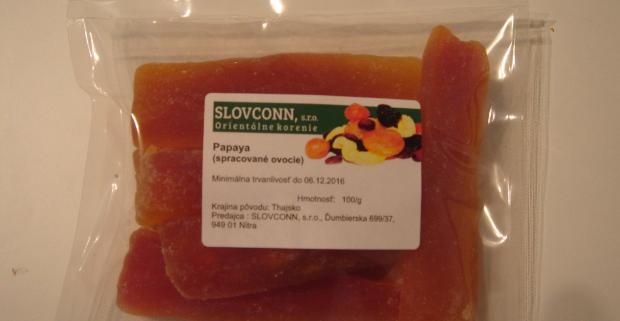 SLOVCONN, s.r.o.
Orientálne korenie
Papaya
(spracované ovocie)
Minimálna trvanlivosť do 06.12.2016
Hmotnosť: 100/g
Krajina pôvodu: Thajsko
Predajca : SLOVCONN, s.r.o., Ďumbierska 699/37,
949 01 Nitra